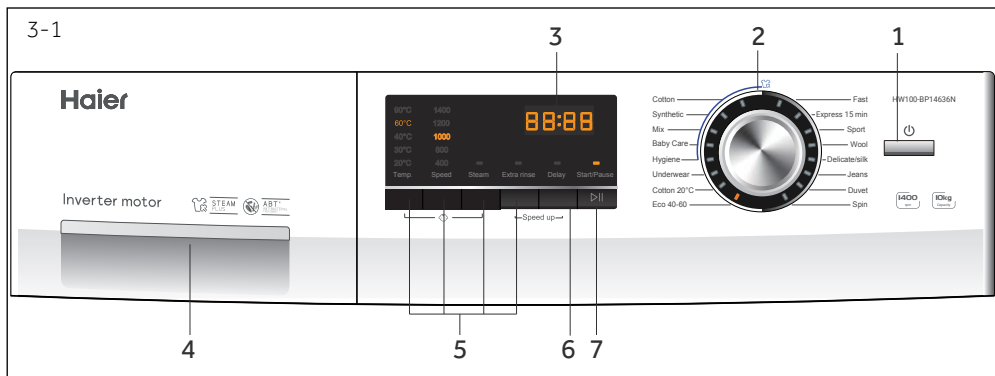 3-1
3
2
1
Haier
Inverter motor
STEAM
PLUS
ABT®
90°C 1400
60°C 1200
40°C 1000
30°C 800
20°C 400
Temp. Speed Steam Extra rinse Delay Start/Pause
88:88
Speed up
Cotton
Synthetic
Mix
Baby Care
Hygiene
Underwear
Cotton 20°C
Eco 40-60
Fast
Express 15 min
Sport
Wool
Delicate/silk
Jeans
Duvet
Spin
HW100-BP14636N
1400
rpm
10kg
Capacity
4
5
6
7